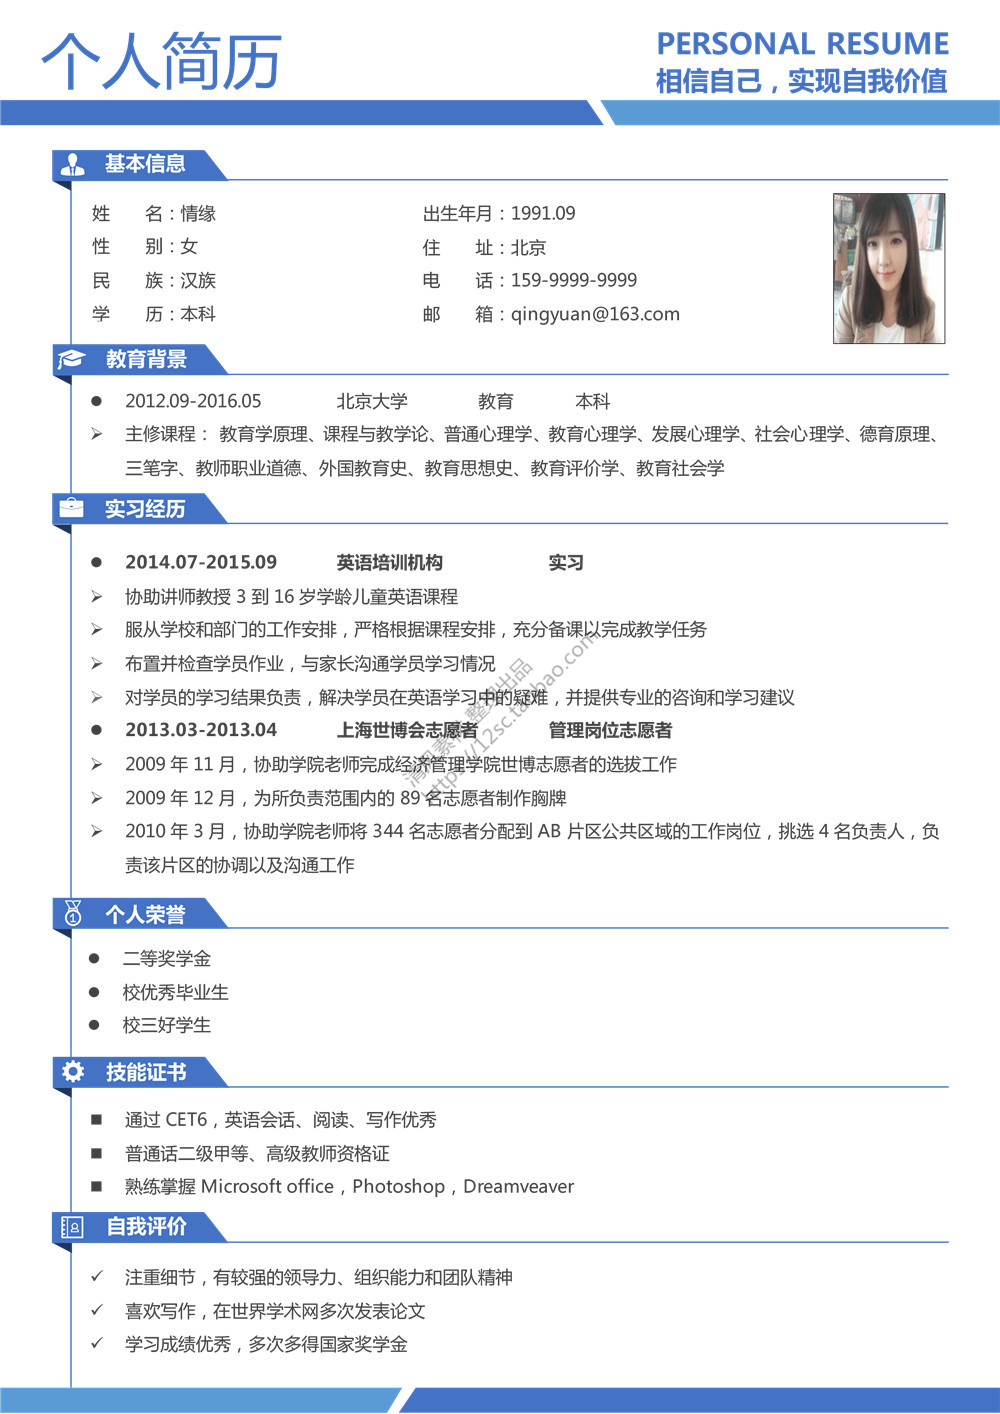 个人简历
PERSONAL RESUME
相信自己，实现自我价值
基本信息
姓 名：情缘 出生年月：1991.09
性 别：女 住 址：北京
民 族：汉族 电 话：159-9999-9999
学 历：本科 邮 箱：qingyuan@163.com
教育背景
2012.09-2016.05 北京大学 教育 本科
主修课程： 教育学原理、课程与教学论、普通心理学、教育心理学、发展心理学、社会心理学、德育原理、
三笔字、教师职业道德、外国教育史、教育思想史、教育评价学、教育社会学
实习经历
2014.07-2015.09 英语培训机构 实习
协助讲师教授 3 到 16 岁学龄儿童英语课程
服从学校和部门的工作安排，严格根据课程安排，充分备课以完成教学任务
布置并检查学员作业，与家长沟通学员学习情况
对学员的学习结果负责，解决学员在英语学习中的疑难，并提供专业的咨询和学习建议
2013.03-2013.04 上海世博会志愿者 管理岗位志愿者
2009 年 11 月，协助学院老师完成经济管理学院世博志愿者的选拔工作
2009 年 12 月，为所负责范围内的 89 名志愿者制作胸牌
2010 年 3 月，协助学院老师将 344 名志愿者分配到 AB 片区公共区域的工作岗位，挑选 4 名负责人，负
责该片区的协调以及沟通工作
整理出品
https://12sc.taobao.com
个人荣誉
二等奖学金
校优秀毕业生
校三好学生
技能证书
通过 CET6，英语会话、阅读、写作优秀
普通话二级甲等、高级教师资格证
熟练掌握 Microsoft office，Photoshop，Dreamveaver
自我评价
注重细节，有较强的领导力、组织能力和团队精神
喜欢写作，在世界学术网多次发表论文
学习成绩优秀，多次多得国家奖学金